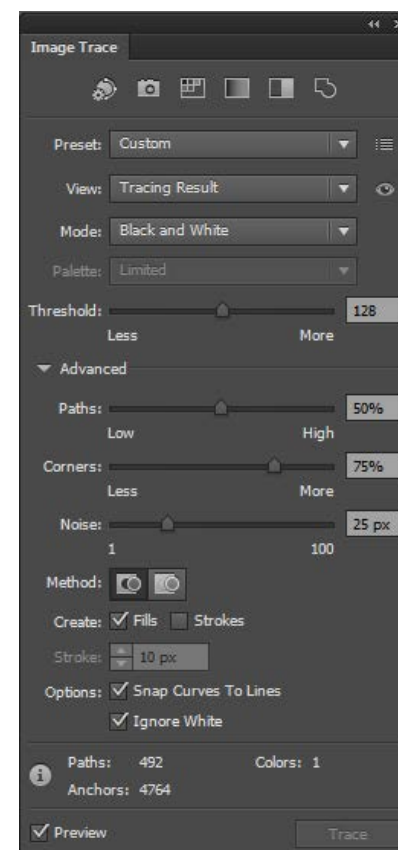 Image Trace
Preset: Custom
View: Tracing Result
Mode: Black and White
Palette: Limited
Threshold: 128
Less More
Advanced
Paths: 50%
Low High
Corners: 75%
Less More
Noise: 25 px
1 100
Method:
Create: Fills Strokes
Stroke: 10 px
Options: Snap Curves To Lines
Ignore White
Paths: 492 Colors: 1
Anchors: 4764
Preview Trace